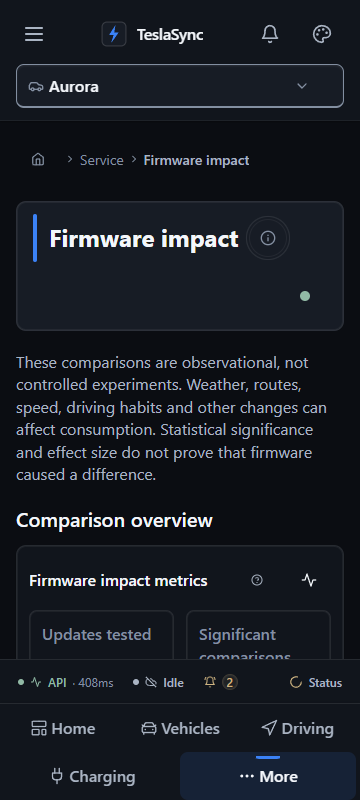 TeslaSync
Aurora
Service
Firmware impact
Firmware impact
These comparisons are observational, not
controlled experiments. Weather, routes,
speed, driving habits and other changes can
affect consumption. Statistical significance
and effect size do not prove that firmware
caused a difference.
Comparison overview
Firmware impact metrics
Updates tested
Significant
comparisons
API · 408ms
Idle
2
Status
Home
Vehicles
Driving
Charging
More